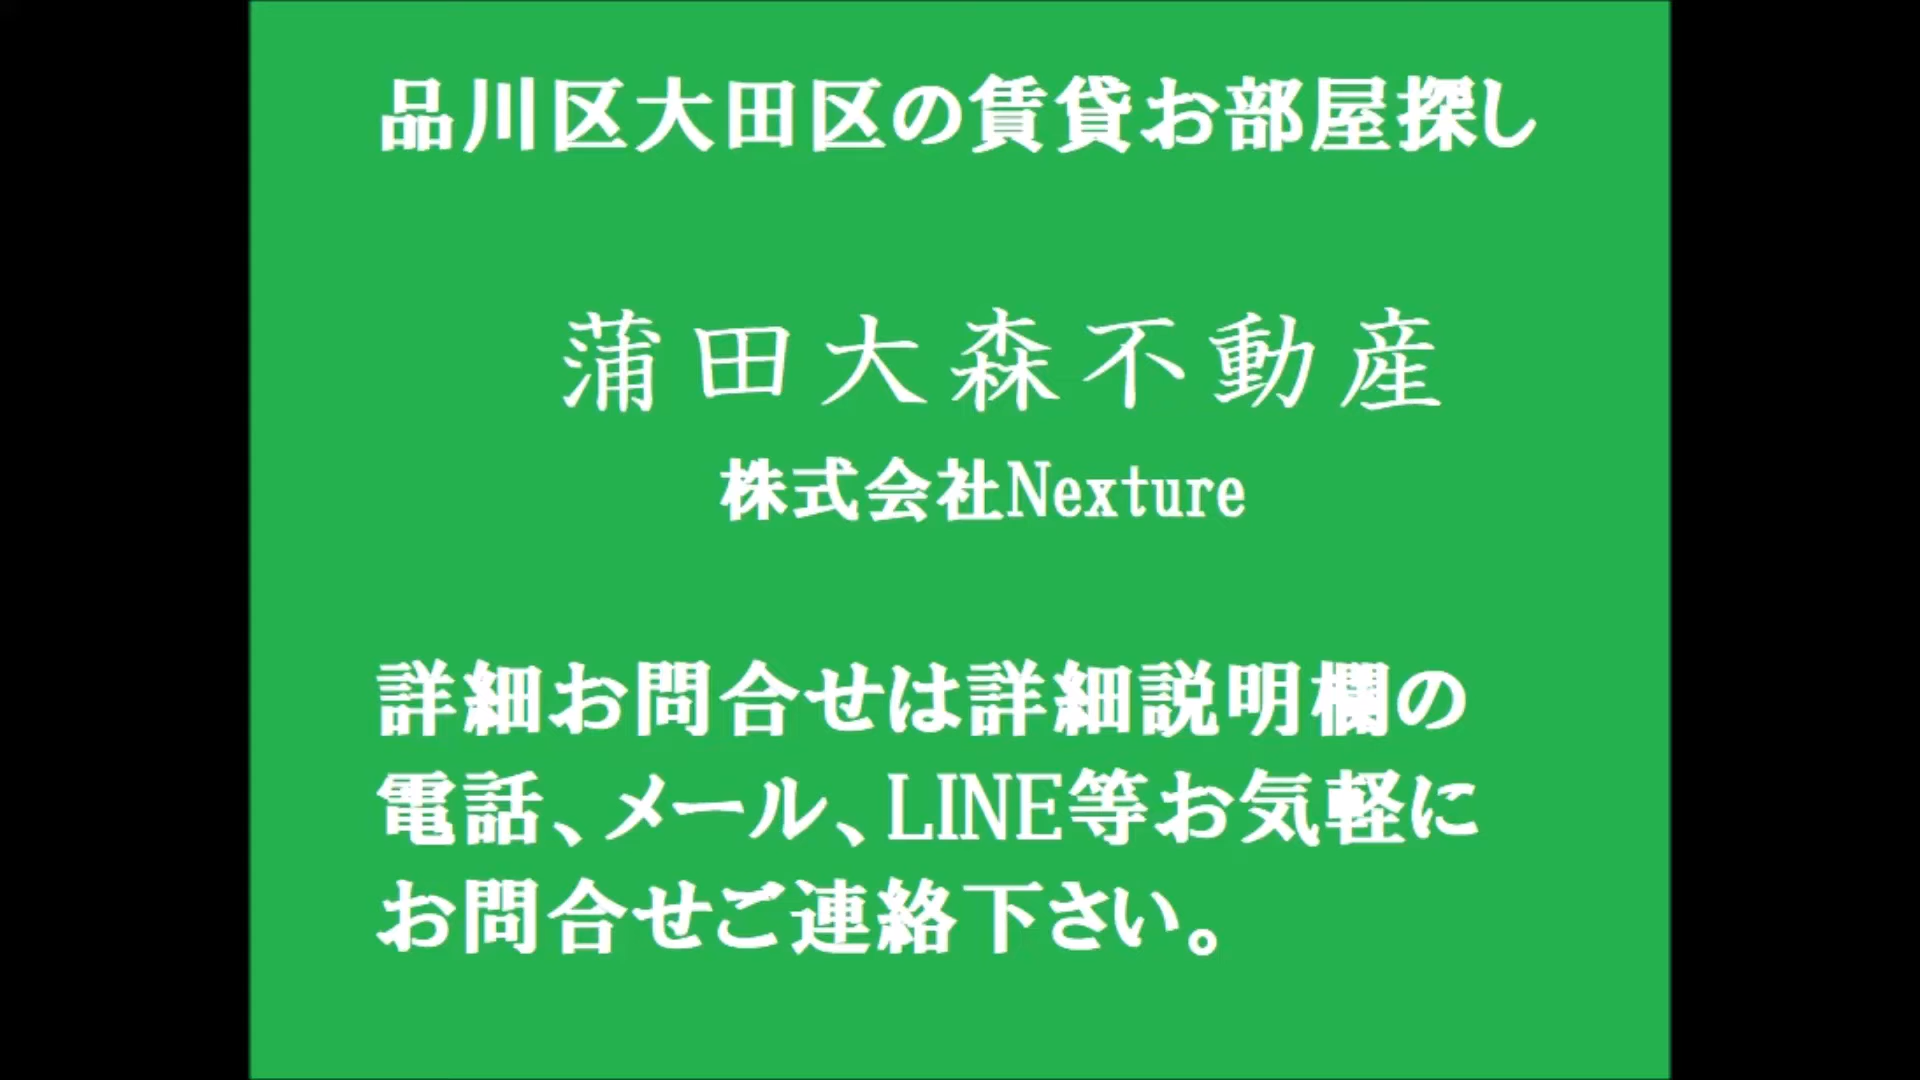 品川区大田区の賃貸お部屋探し
蒲田大森不動産
株式会社Nexture
詳細お問合せは詳細説明欄の
電話、メール、LINE等お気軽に
お問合せご連絡下さい。